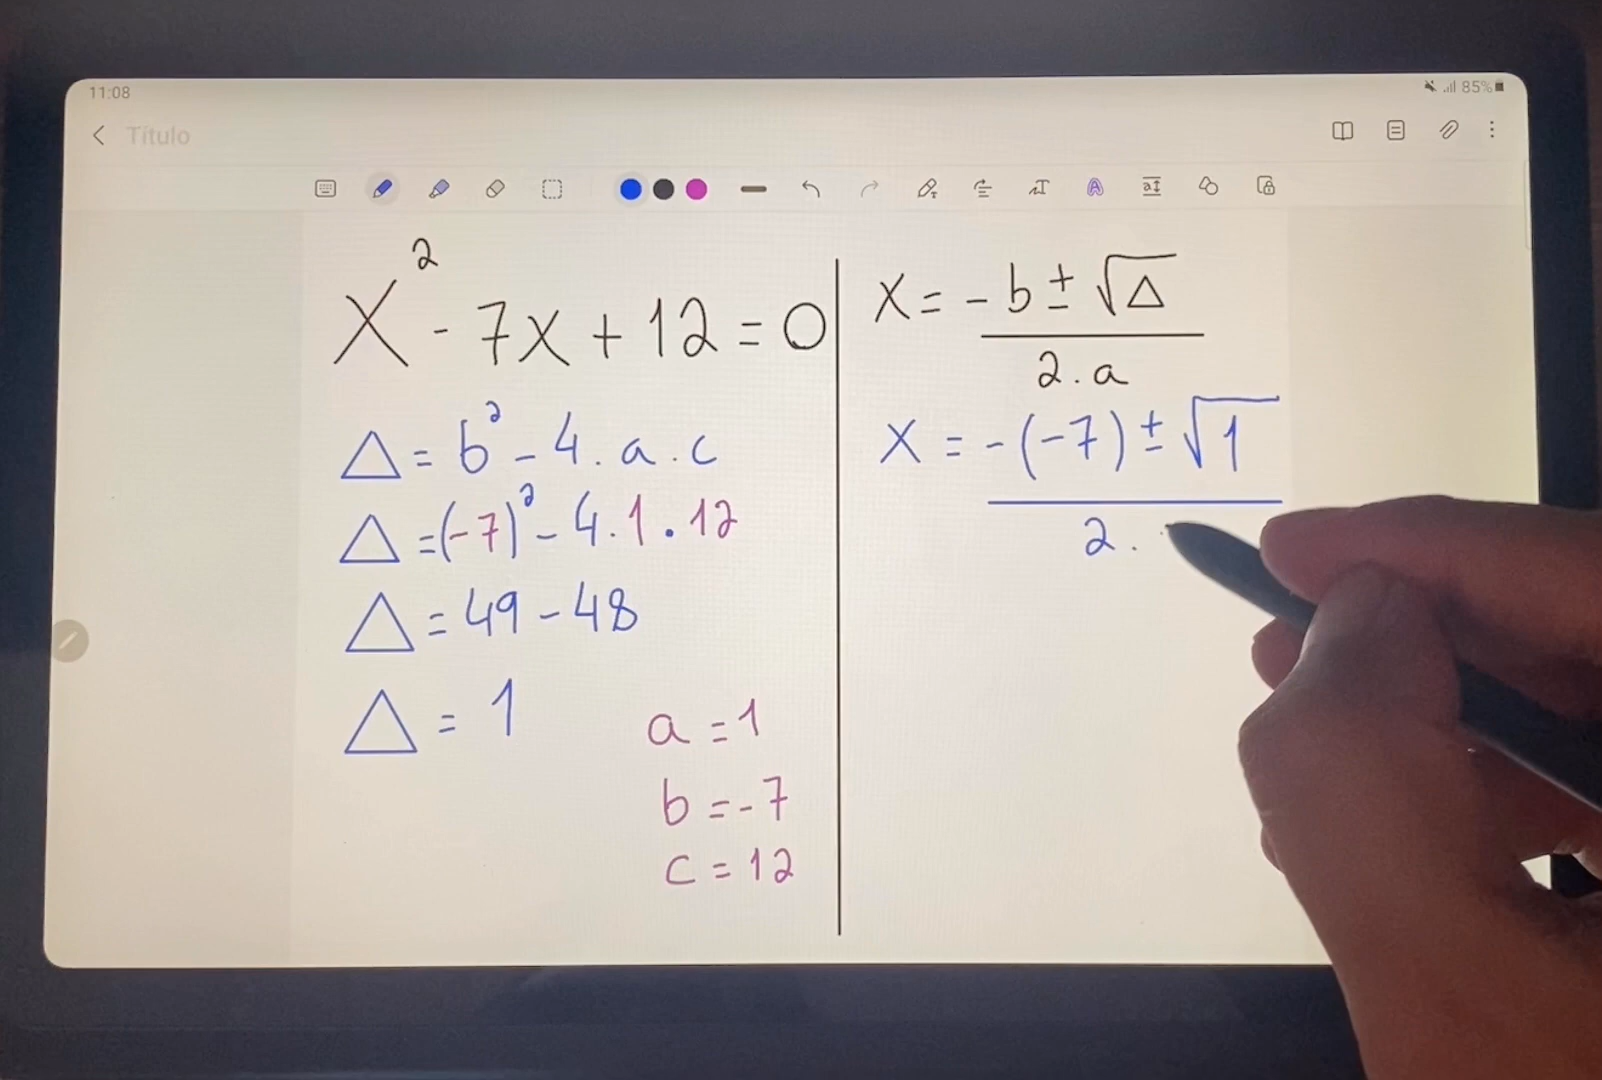 11:08
85%
Título
x² - 7x + 12 = 0
Δ = b² - 4 . a . c
Δ = (-7)² - 4 . 1 . 12
Δ = 49 - 48
Δ = 1
a = 1
b = -7
c = 12
x = -b ± √Δ
2 . a
x = -(-7) ± √1
2 .